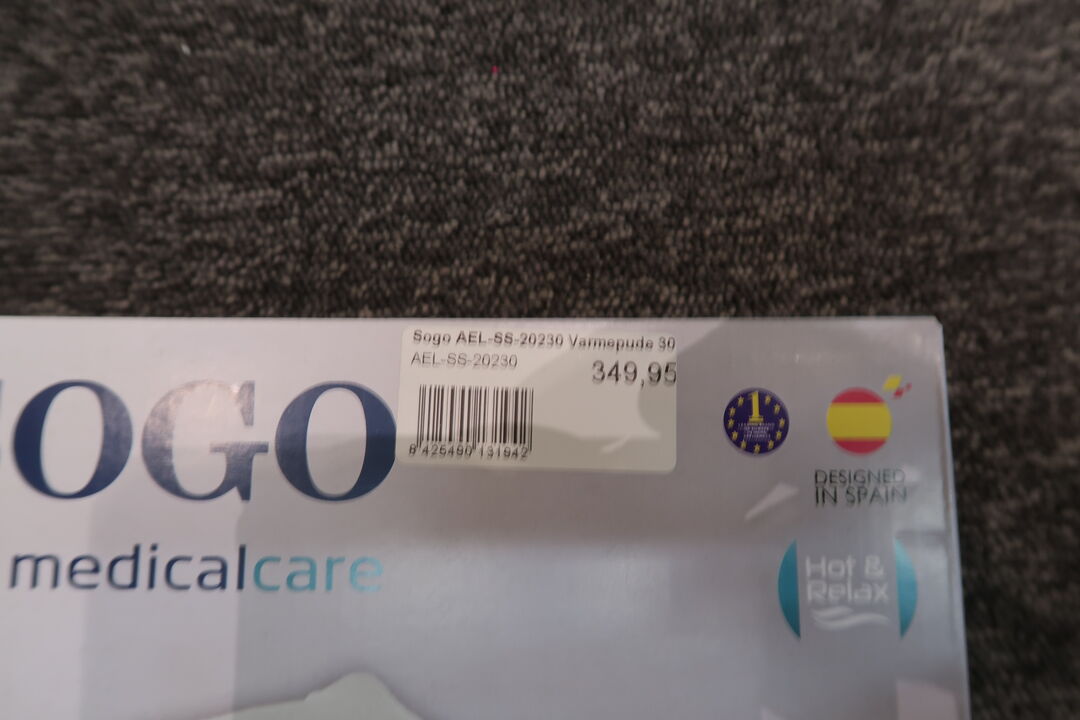 Sogo AEL-SS-20230 Varmepude 30
AEL-SS-20230
349,95
8 425490 131942
OGO
medicalcare
1
DESIGNED
IN SPAIN
Hot &
Relax